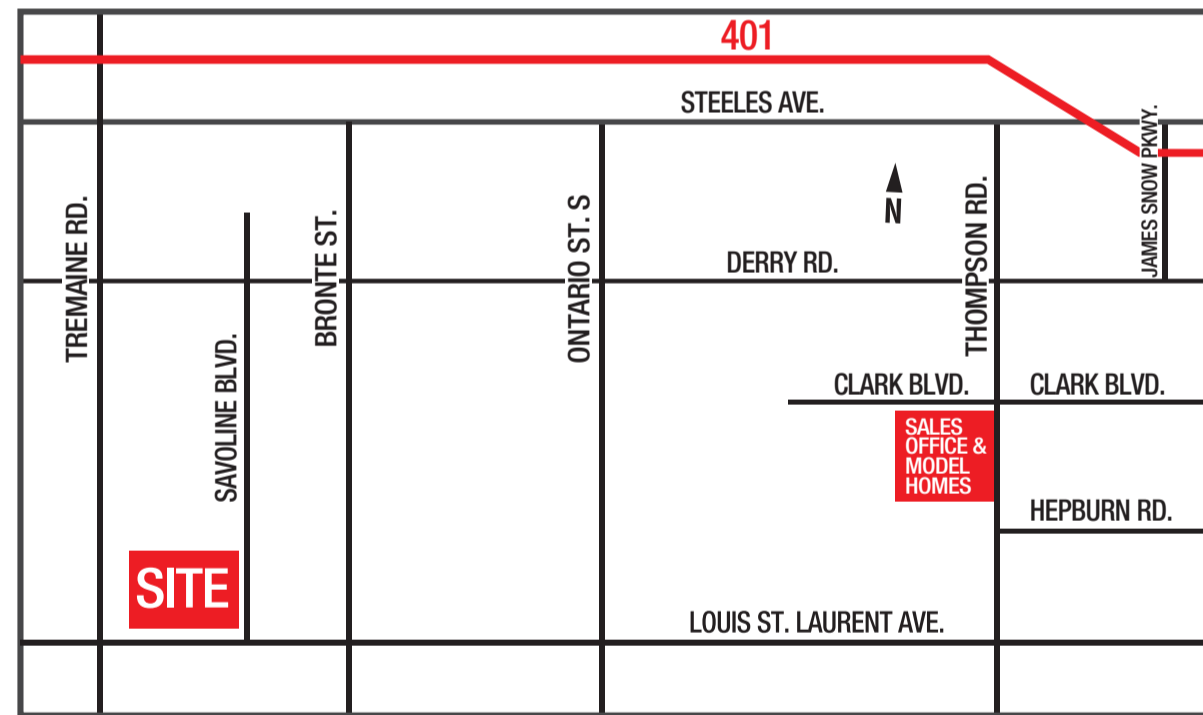 401
STEELES AVE.
JAMES SNOW PKWY.
TREMAINE RD.
BRONTE ST.
ONTARIO ST. S
N
THOMPSON RD.
DERRY RD.
SAVOLINE BLVD.
CLARK BLVD.
CLARK BLVD.
SALES
OFFICE &
MODEL
HOMES
HEPBURN RD.
SITE
LOUIS ST. LAURENT AVE.